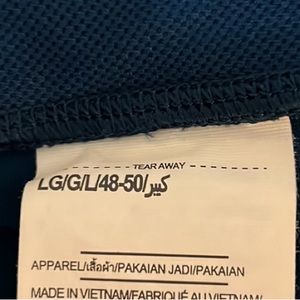 TEAR AWAY
LG/G/L/48-50/كبير
APPAREL/เสื้อผ้า/PAKAIAN JADI/PAKAIAN
MADE IN VIETNAM/FABRIQUÉ AU VIETNAM/